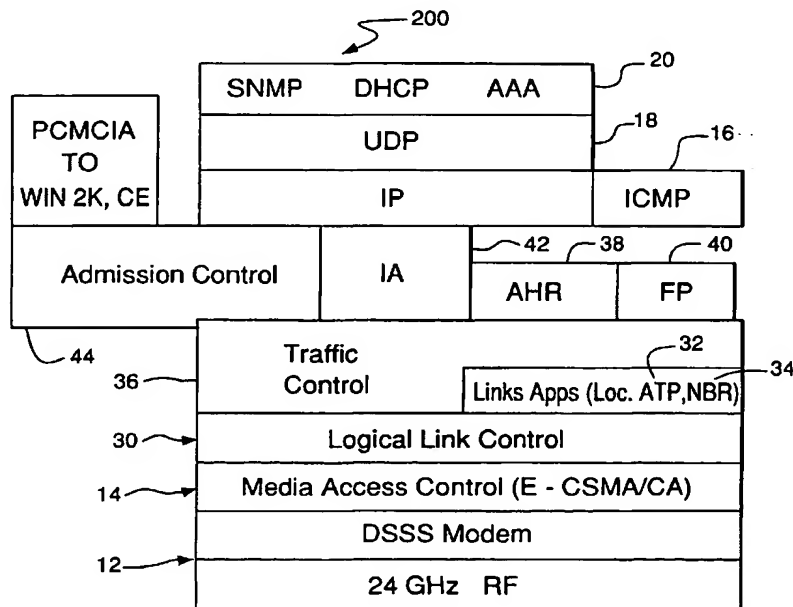 200
20
SNMP DHCP AAA
18
16
PCMCIA
TO
WIN 2K, CE
UDP
IP
ICMP
42
38
40
Admission Control
IA
AHR
FP
44
36
Traffic
Control
32
34
Links Apps (Loc. ATP,NBR)
30
Logical Link Control
14
Media Access Control (E - CSMA/CA)
DSSS Modem
12
24 GHz RF